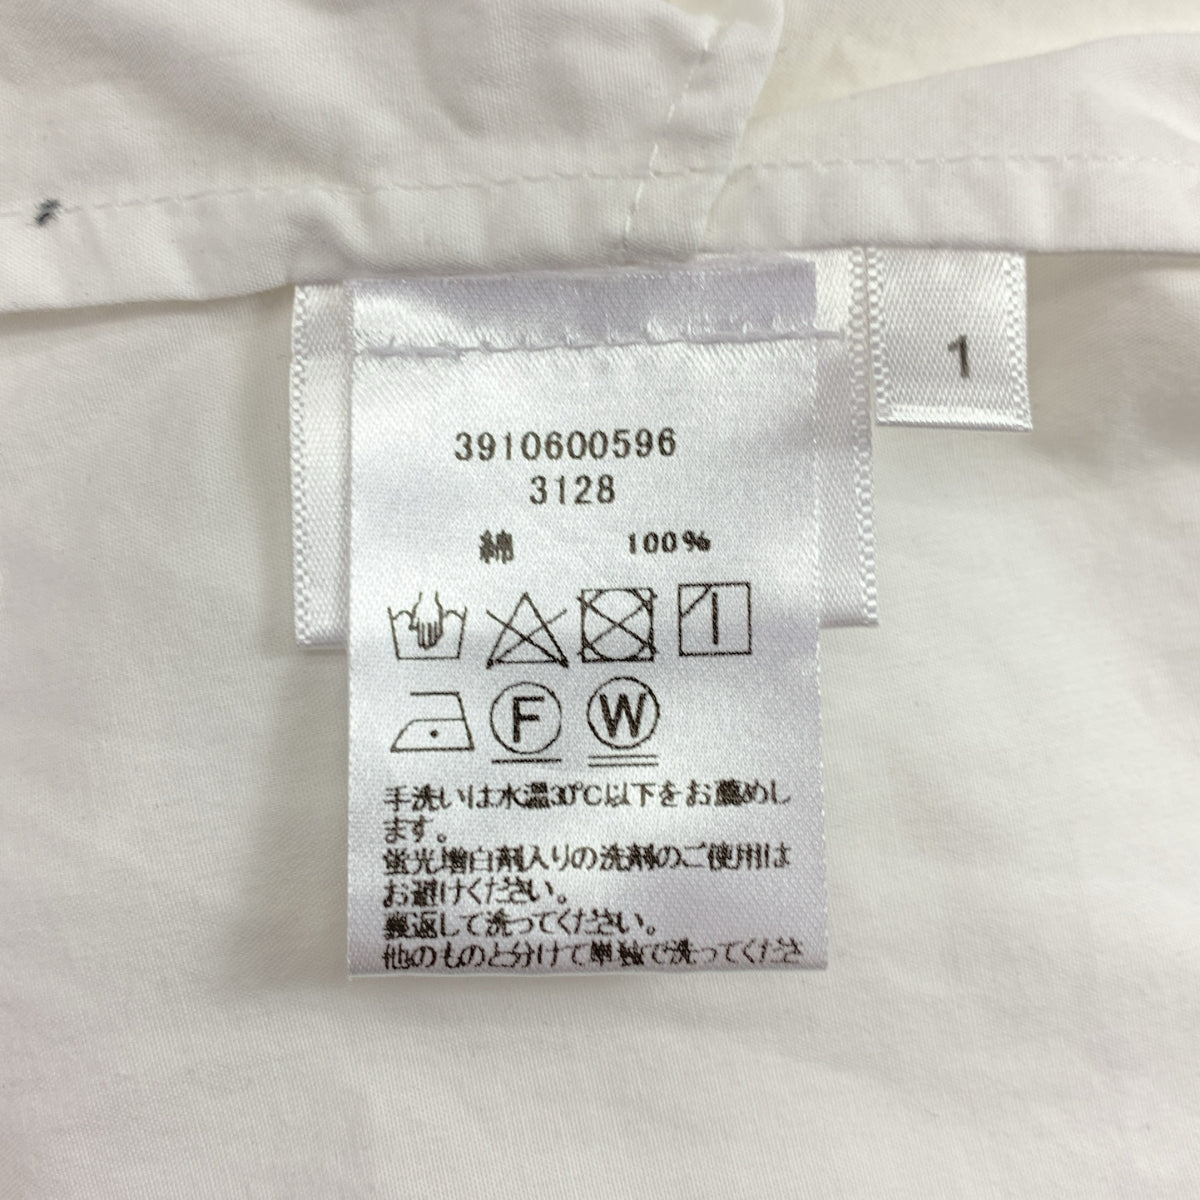 1
3910600596
3128
綿 100%
F W
手洗いは水温30℃以下をお薦めし
ます。
蛍光増白剤入りの洗剤のご使用は
お避けください。
裏返して洗ってください。
他のものと分けて単独で洗ってくださ